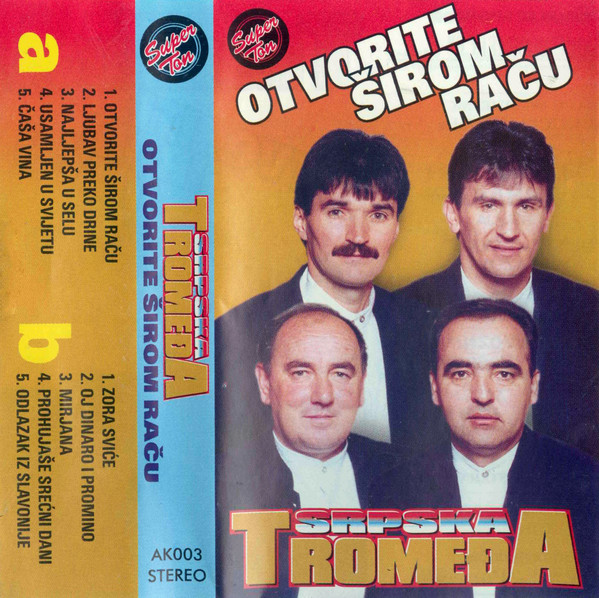 a
1. OTVORITE ŠIROM RAČU
2. LJUBAV PREKO DRINE
3. NAJLJEPŠA U SELU
4. USAMLJEN U SVIJETU
5. ČAŠA VINA
b
1. ZORA SVIĆE
2. OJ DINARO I PROMINO
3. MIRJANA
4. PROHUJAŠE SREĆNI DANI
5. ODLAZAK IZ SLAVONIJE
Super
Ton
OTVORITE ŠIROM RAČU
SRPSKA
TROMEĐA
AK003
STEREO
Super
Ton
OTVORITE
ŠIROM
RAČU
SRPSKA
TROMEĐA